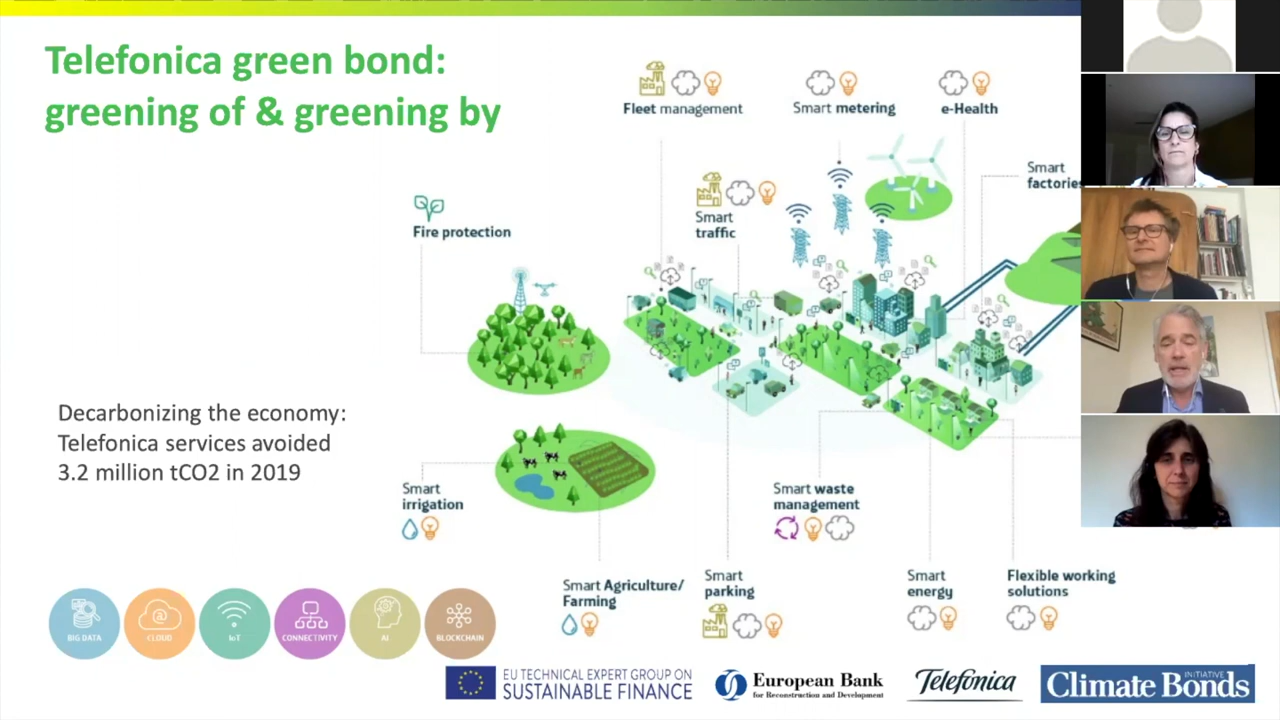 Telefonica green bond:
greening of & greening by
Fleet management
Smart metering
e-Health
Smart
factories
Smart
traffic
Fire protection
Decarbonizing the economy:
Telefonica services avoided
3.2 million tCO2 in 2019
Smart
irrigation
Smart waste
management
Smart Agriculture/
Farming
Smart
parking
Smart
energy
Flexible working
solutions
BIG DATA
CLOUD
IoT
CONNECTIVITY
AI
BLOCKCHAIN
EU TECHNICAL EXPERT GROUP ON
SUSTAINABLE FINANCE
European Bank
for Reconstruction and Development
Telefónica
Climate Bonds
INITIATIVE